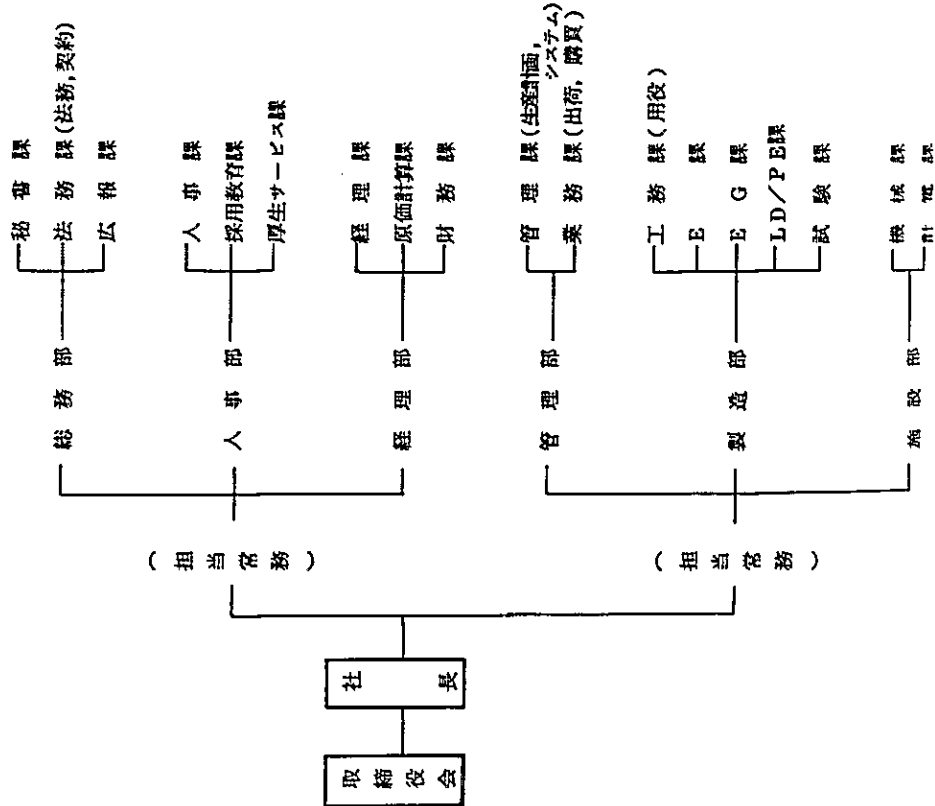 取締役会
社長
(担当常務)
総務部
秘書課
法務課(法務,契約)
広報課
人事部
人事課
採用教育課
厚生サービス課
経理部
経理課
原価計算課
財務課
(担当常務)
管理部
管理課(生産計画,
システム)
業務課(出荷,購買)
製造部
工務課(用役)
E課
EG課
LD/PE課
試験課
施設部
機械課
計電課